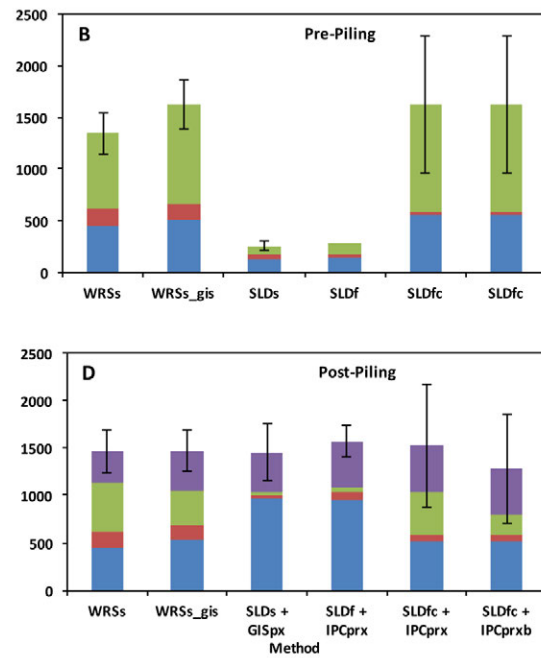 2500
B
Pre-Piling
2000
1500
1000
500
0
WRSs WRSs_gis SLDs SLDf SLDfc SLDfc
2500
D
Post-Piling
2000
1500
1000
500
0
WRSs WRSs_gis SLDs + SLDf + SLDfc + SLDfc +
GISpx IPCprx IPCprx IPCprxb
Method